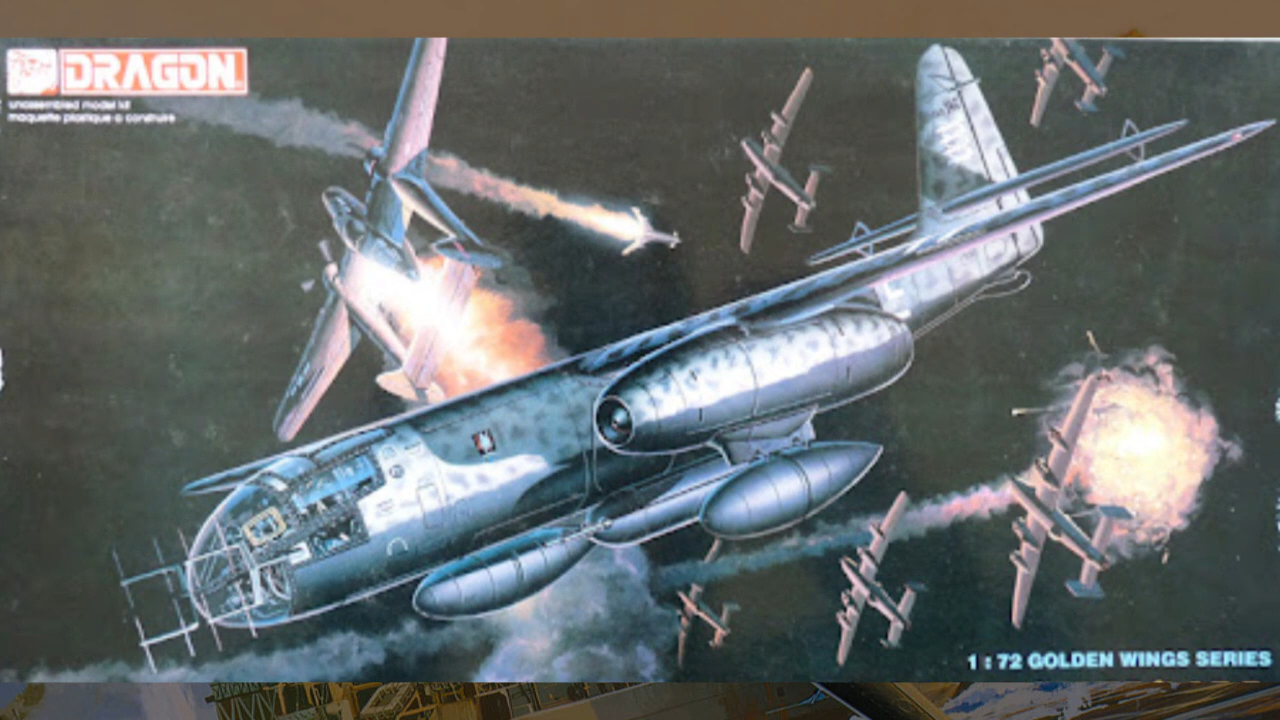 DRAGON
unassembled model kit
maquette plastique a construire
1 : 72 GOLDEN WINGS SERIES